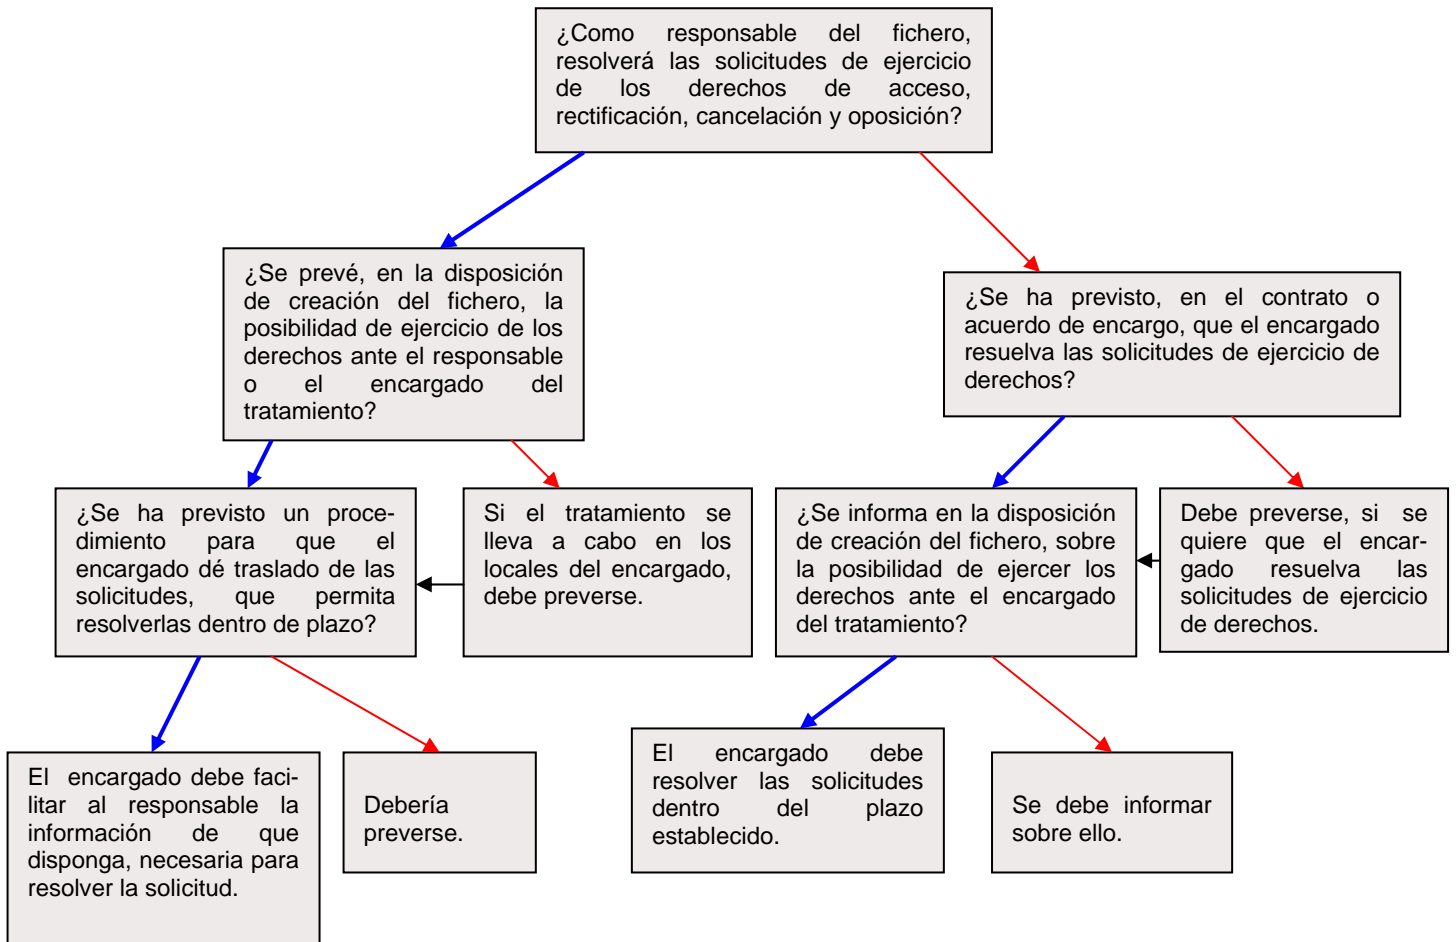 ¿Como responsable del fichero,
resolverá las solicitudes de ejercicio
de los derechos de acceso,
rectificación, cancelación y oposición?
¿Se prevé, en la disposición
de creación del fichero, la
posibilidad de ejercicio de los
derechos ante el responsable
o el encargado del
tratamiento?
¿Se ha previsto, en el contrato o
acuerdo de encargo, que el encargado
resuelva las solicitudes de ejercicio de
derechos?
¿Se ha previsto un proce-
dimiento para que el
encargado dé traslado de las
solicitudes, que permita
resolverlas dentro de plazo?
Si el tratamiento se
lleva a cabo en los
locales del encargado,
debe preverse.
¿Se informa en la disposición
de creación del fichero, sobre
la posibilidad de ejercer los
derechos ante el encargado
del tratamiento?
Debe preverse, si se
quiere que el encar-
gado resuelva las
solicitudes de ejercicio
de derechos.
El encargado debe faci-
litar al responsable la
información de que
disponga, necesaria para
resolver la solicitud.
Debería
preverse.
El encargado debe
resolver las solicitudes
dentro del plazo
establecido.
Se debe informar
sobre ello.